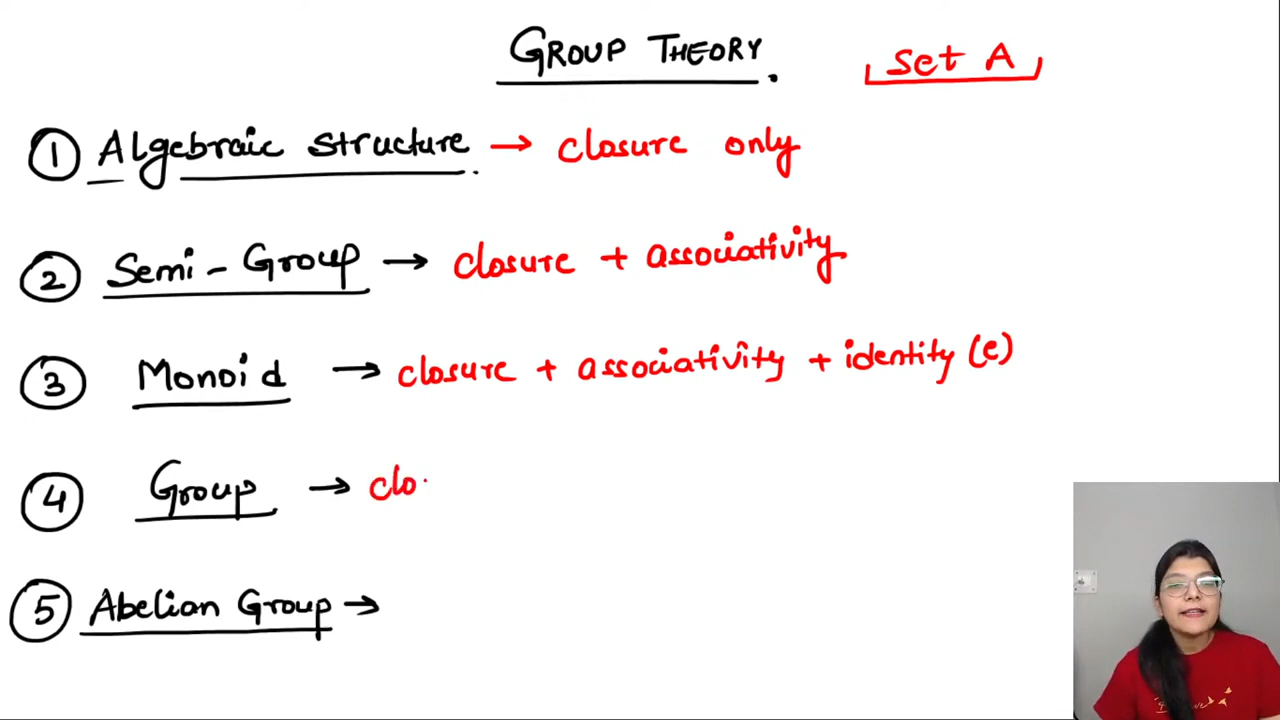 GROUP THEORY.
Set A
1 Algebraic structure → closure only
2 Semi-Group → closure + associativity
3 Monoid → closure + associativity + identity (e)
4 Group → clo
5 Abelian Group →